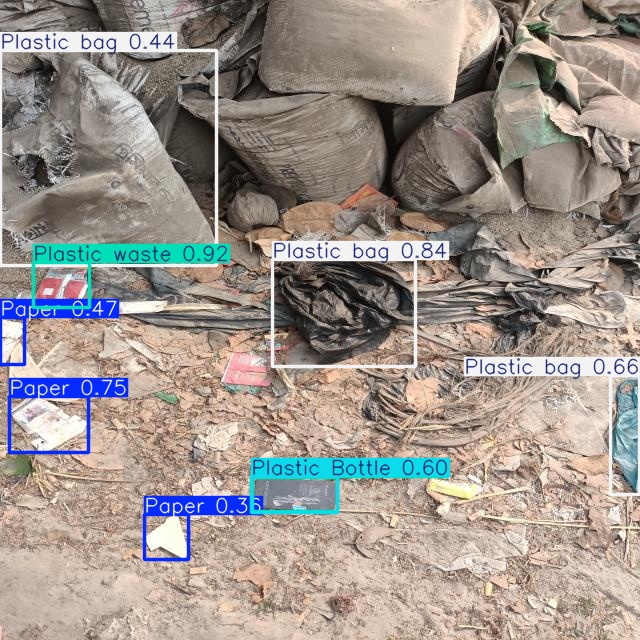 Plastic bag 0.44
Plastic waste 0.92
Plastic bag 0.84
Paper 0.47
Plastic bag 0.66
Paper 0.75
Plastic Bottle 0.60
Paper 0.36